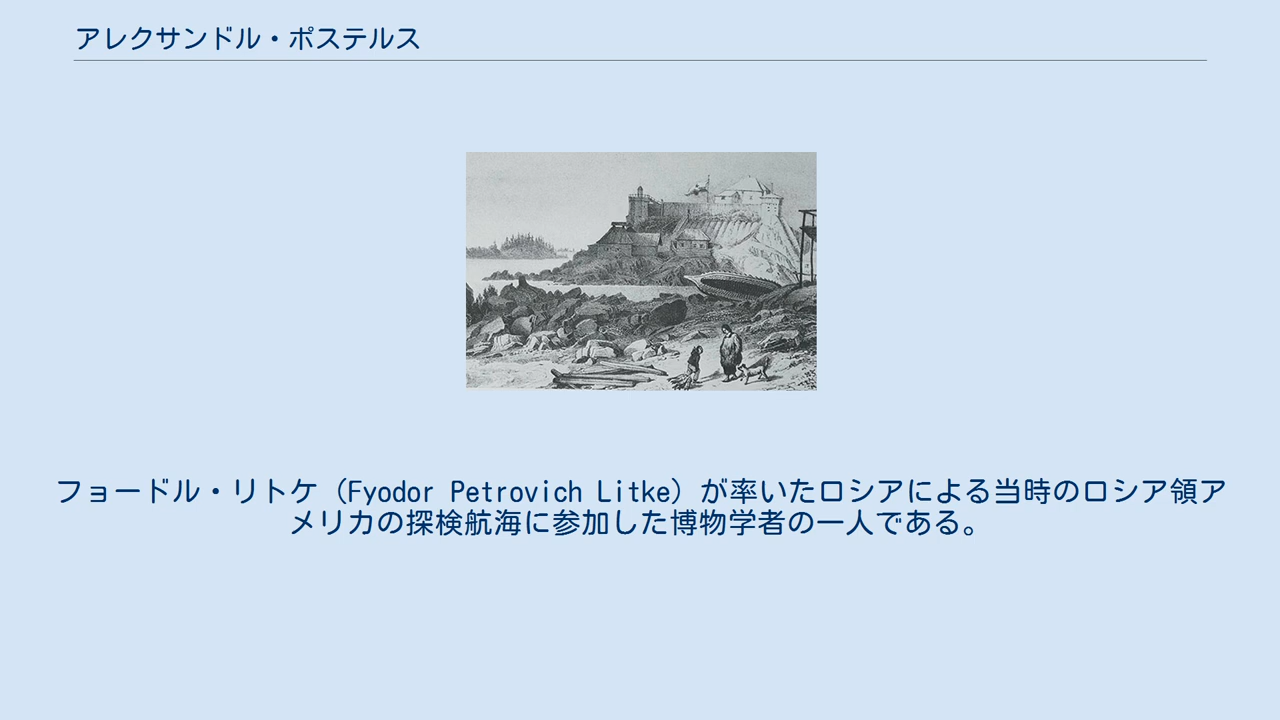 アレクサンドル・ポステルス
フョードル・リトケ（Fyodor Petrovich Litke）が率いたロシアによる当時のロシア領ア
メリカの探検航海に参加した博物学者の一人である。